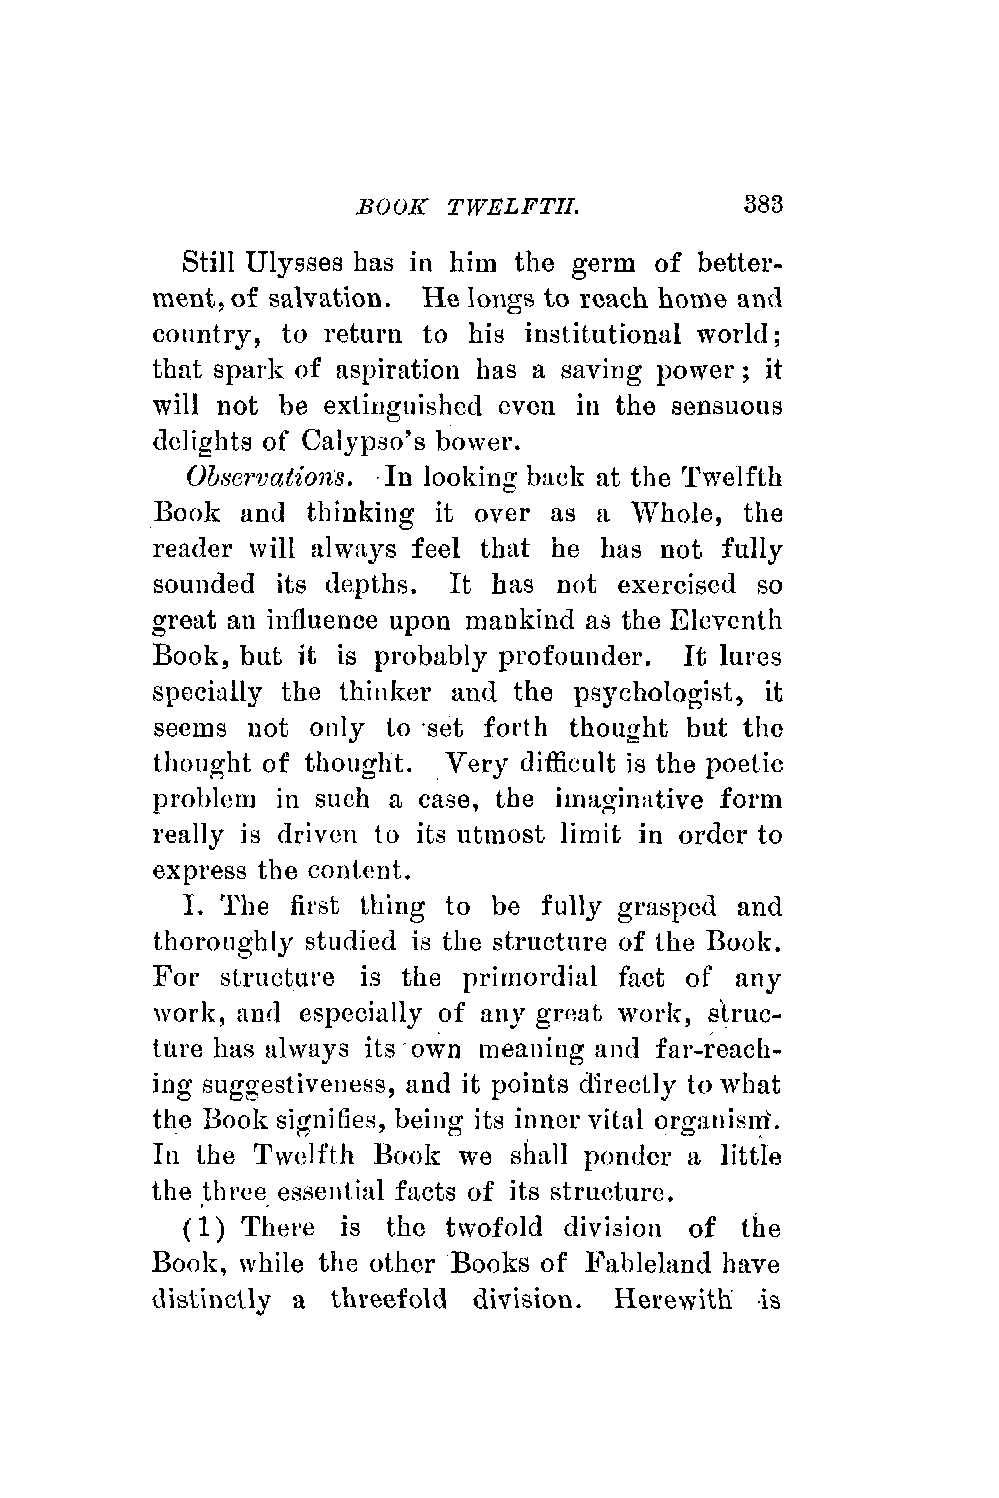 BOOK TWELFTH. 383
Still Ulysses has in him the germ of better-
ment, of salvation. He longs to reach home and
country, to return to his institutional world;
that spark of aspiration has a saving power; it
will not be extinguished even in the sensuous
delights of Calypso's bower.
Observations. In looking back at the Twelfth
Book and thinking it over as a Whole, the
reader will always feel that he has not fully
sounded its depths. It has not exercised so
great an influence upon mankind as the Eleventh
Book, but it is probably profounder. It lures
specially the thinker and the psychologist, it
seems not only to set forth thought but the
thought of thought. Very difficult is the poetic
problem in such a case, the imaginative form
really is driven to its utmost limit in order to
express the content.
I. The first thing to be fully grasped and
thoroughly studied is the structure of the Book.
For structure is the primordial fact of any
work, and especially of any great work, struc-
ture has always its own meaning and far-reach-
ing suggestiveness, and it points directly to what
the Book signifies, being its inner vital organism.
In the Twelfth Book we shall ponder a little
the three essential facts of its structure.
(1) There is the twofold division of the
Book, while the other Books of Fableland have
distinctly a threefold division. Herewith is